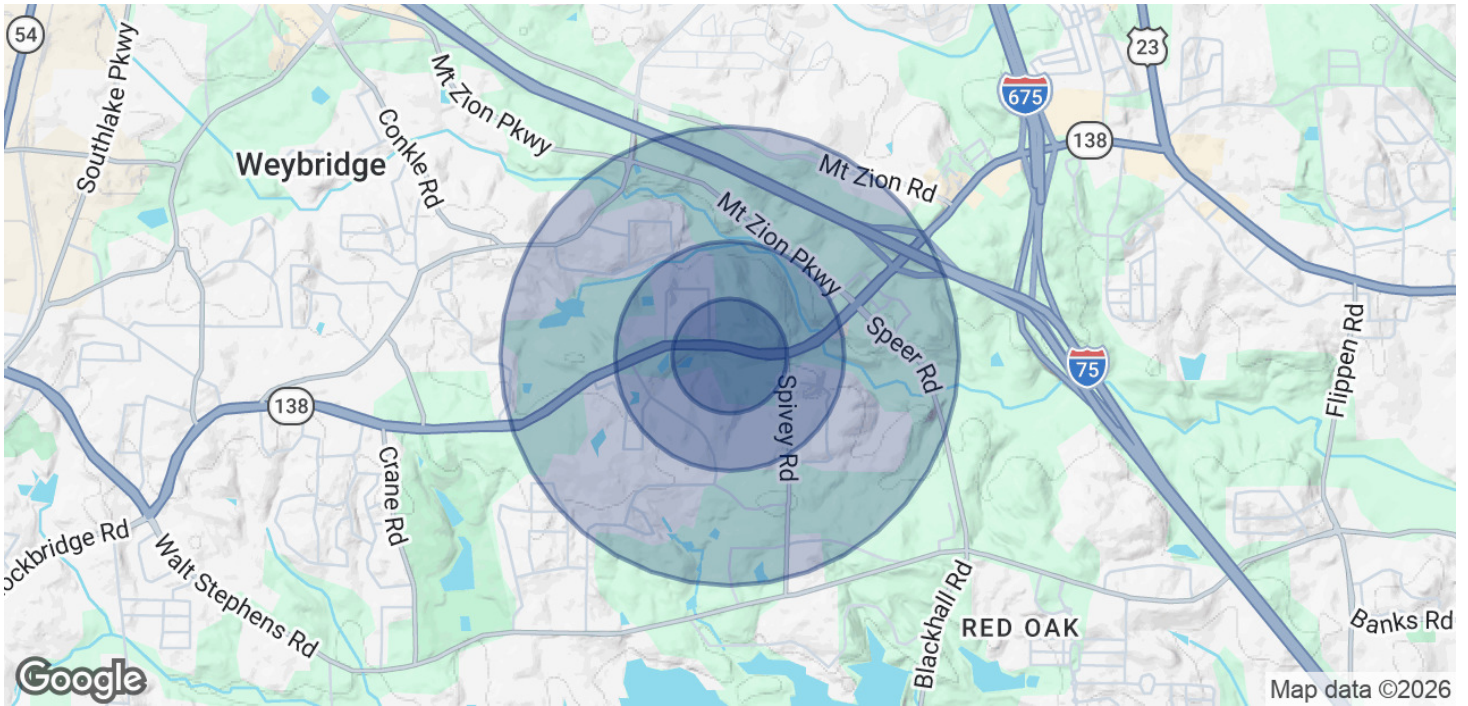 54
Southlake Pkwy
Mt Zion Pkwy
675
23
138
Weybridge
Conkle Rd
Mt Zion Rd
Mt Zion Pkwy
Speer Rd
Flippen Rd
75
Spivey Rd
138
Crane Rd
ockbridge Rd
Walt Stephens Rd
Blackhall Rd
RED OAK
Banks Rd
Google
Map data ©2026